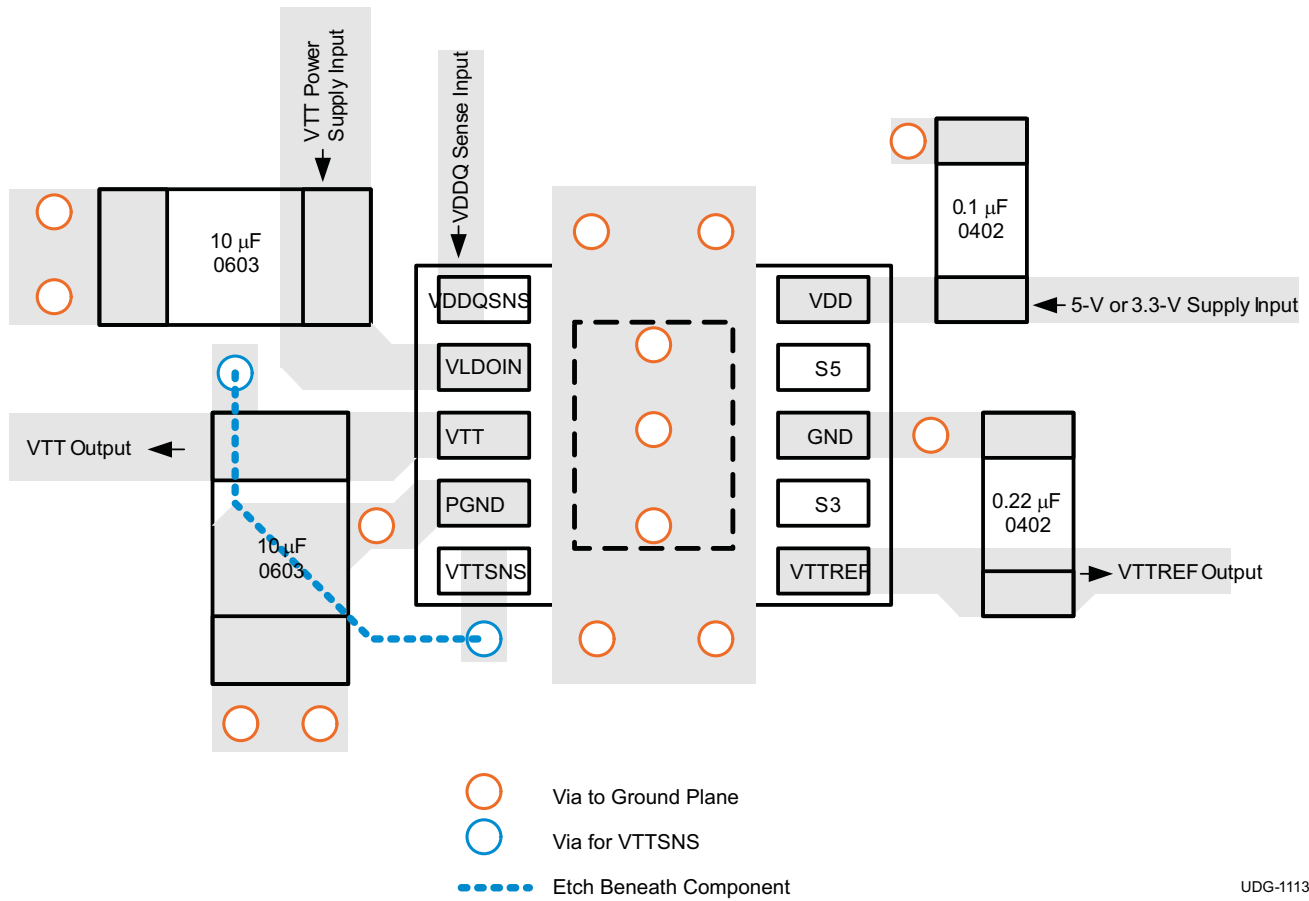 VTT Power
Supply Input
VDDQ Sense Input
10 μF
0603
0.1 μF
0402
VDDQSNS
VDD
5-V or 3.3-V Supply Input
VLDOIN
S5
VTT Output
VTT
GND
PGND
S3
0.22 μF
0402
10 μF
0603
VTTSNS
VTTREF
VTTREF Output
Via to Ground Plane
Via for VTTSNS
Etch Beneath Component
UDG-1113